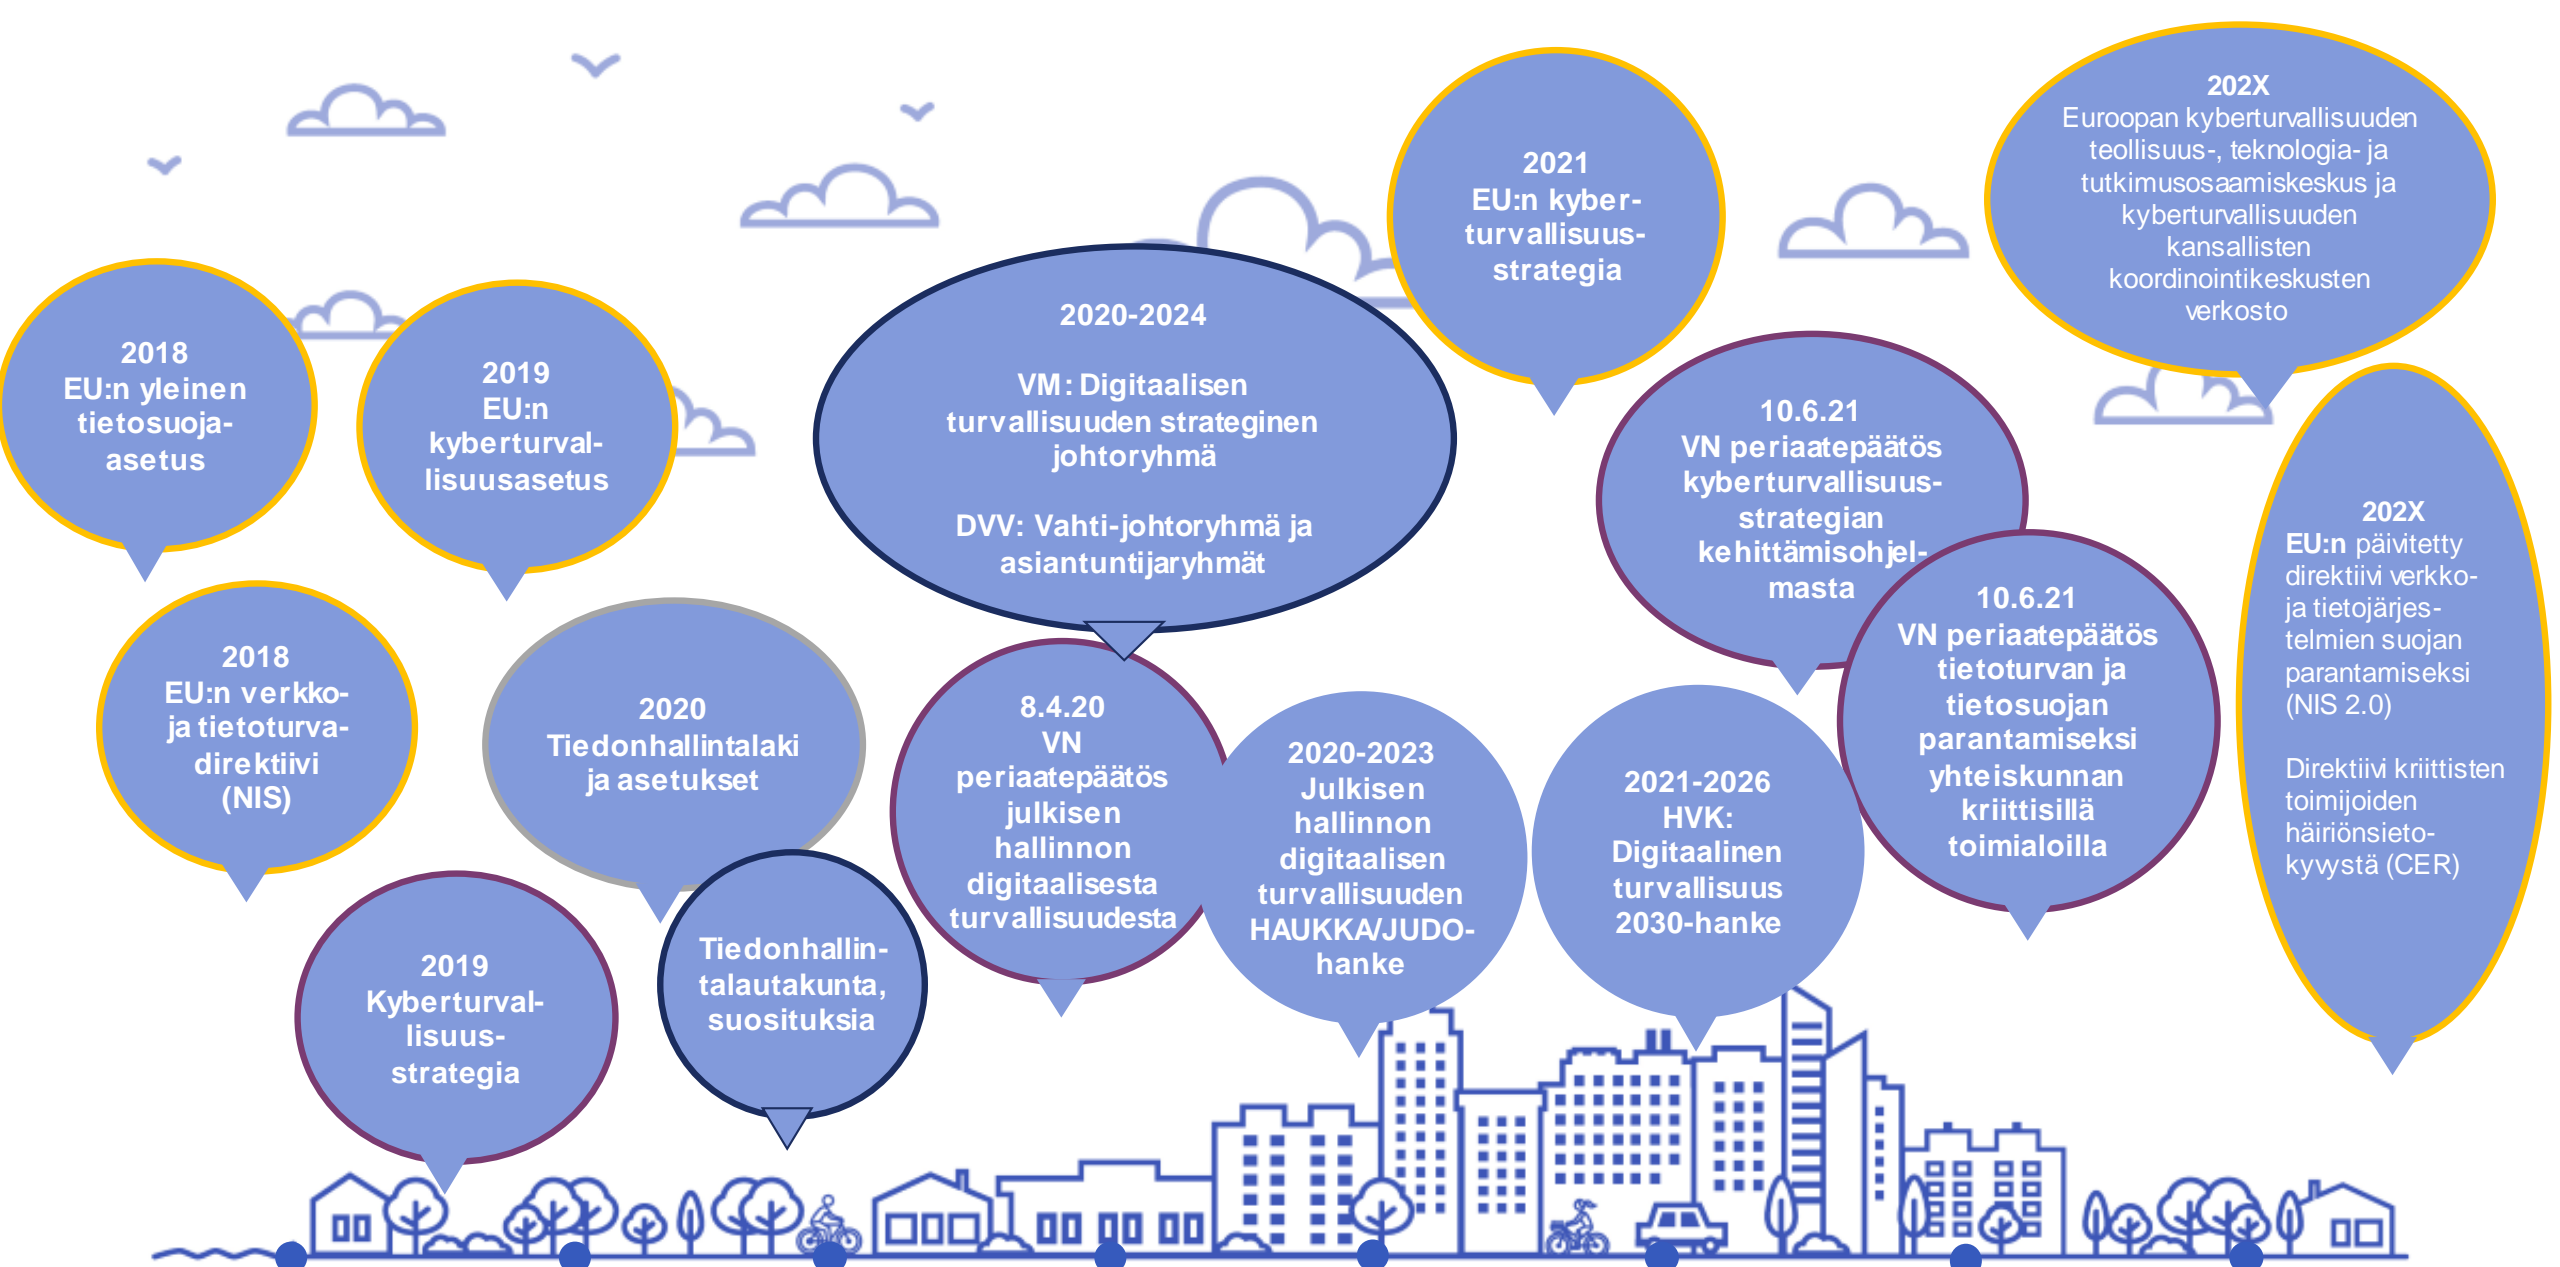 2018
EU:n yleinen
tietosuoja-
asetus
2018
EU:n verkko-
ja tietoturva-
direktiivi
(NIS)
2019
EU:n
kyberturval-
lisuusasetus
2019
Kyberturval-
lisuus-
strategia
2020
Tiedonhallintalaki
ja asetukset
Tiedonhallin-
talautakunta,
suosituksia
2020-2024
VM: Digitaalisen
turvallisuuden strateginen
johtoryhmä
DVV: Vahti-johtoryhmä ja
asiantuntijaryhmät
8.4.20
VN
periaatepäätös
julkisen
hallinnon
digitaalisesta
turvallisuudesta
2020-2023
Julkisen
hallinnon
digitaalisen
turvallisuuden
HAUKKA/JUDO-
hanke
2021
EU:n kyber-
turvallisuus-
strategia
2021-2026
HVK:
Digitaalinen
turvallisuus
2030-hanke
10.6.21
VN periaatepäätös
kyberturvallisuus-
strategian
kehittämisohjel-
masta
10.6.21
VN periaatepäätös
tietoturvan ja
tietosuojan
parantamiseksi
yhteiskunnan
kriittisillä
toimialoilla
202X
Euroopan kyberturvallisuuden
teollisuus-, teknologia- ja
tutkimusosaamiskeskus ja
kyberturvallisuuden
kansallisten
koordinointikeskusten
verkosto
202X
EU:n päivitetty
direktiivi verkko-
ja tietojärjes-
telmien suojan
parantamiseksi
(NIS 2.0)
Direktiivi kriittisten
toimijoiden
häiriönsieto-
kyvystä (CER)